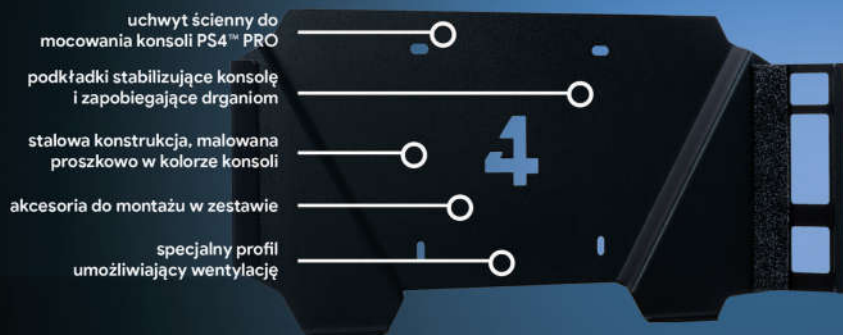 uchwyt ścienny do
mocowania konsoli PS4™ PRO
podkładki stabilizujące konsolę
i zapobiegające drganiom
stalowa konstrukcja, malowana
proszkowo w kolorze konsoli
4
akcesoria do montażu w zestawie
specjalny profil
umożliwiający wentylację